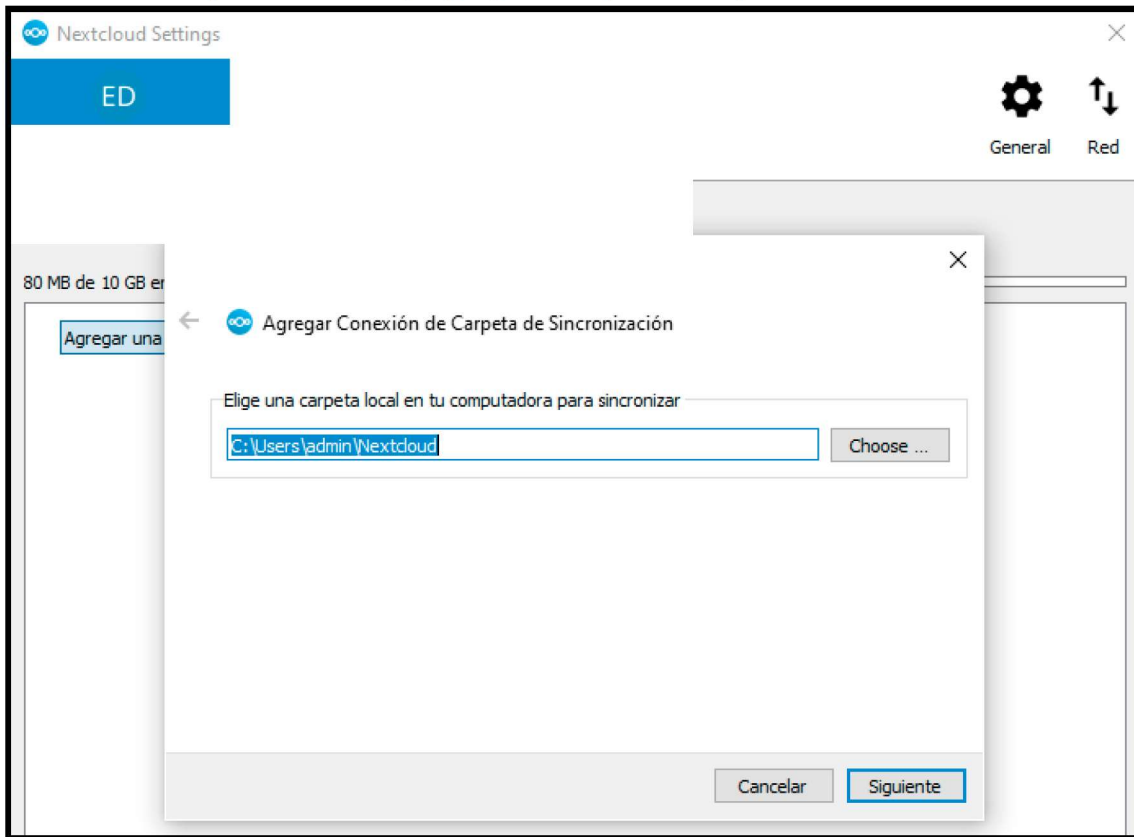 Nextcloud Settings
ED
General
Red
80 MB de 10 GB
Agregar una
Agregar Conexión de Carpeta de Sincronización
Elige una carpeta local en tu computadora para sincronizar
C:\Users\admin\Nextcloud
Choose ...
Cancelar
Siguiente